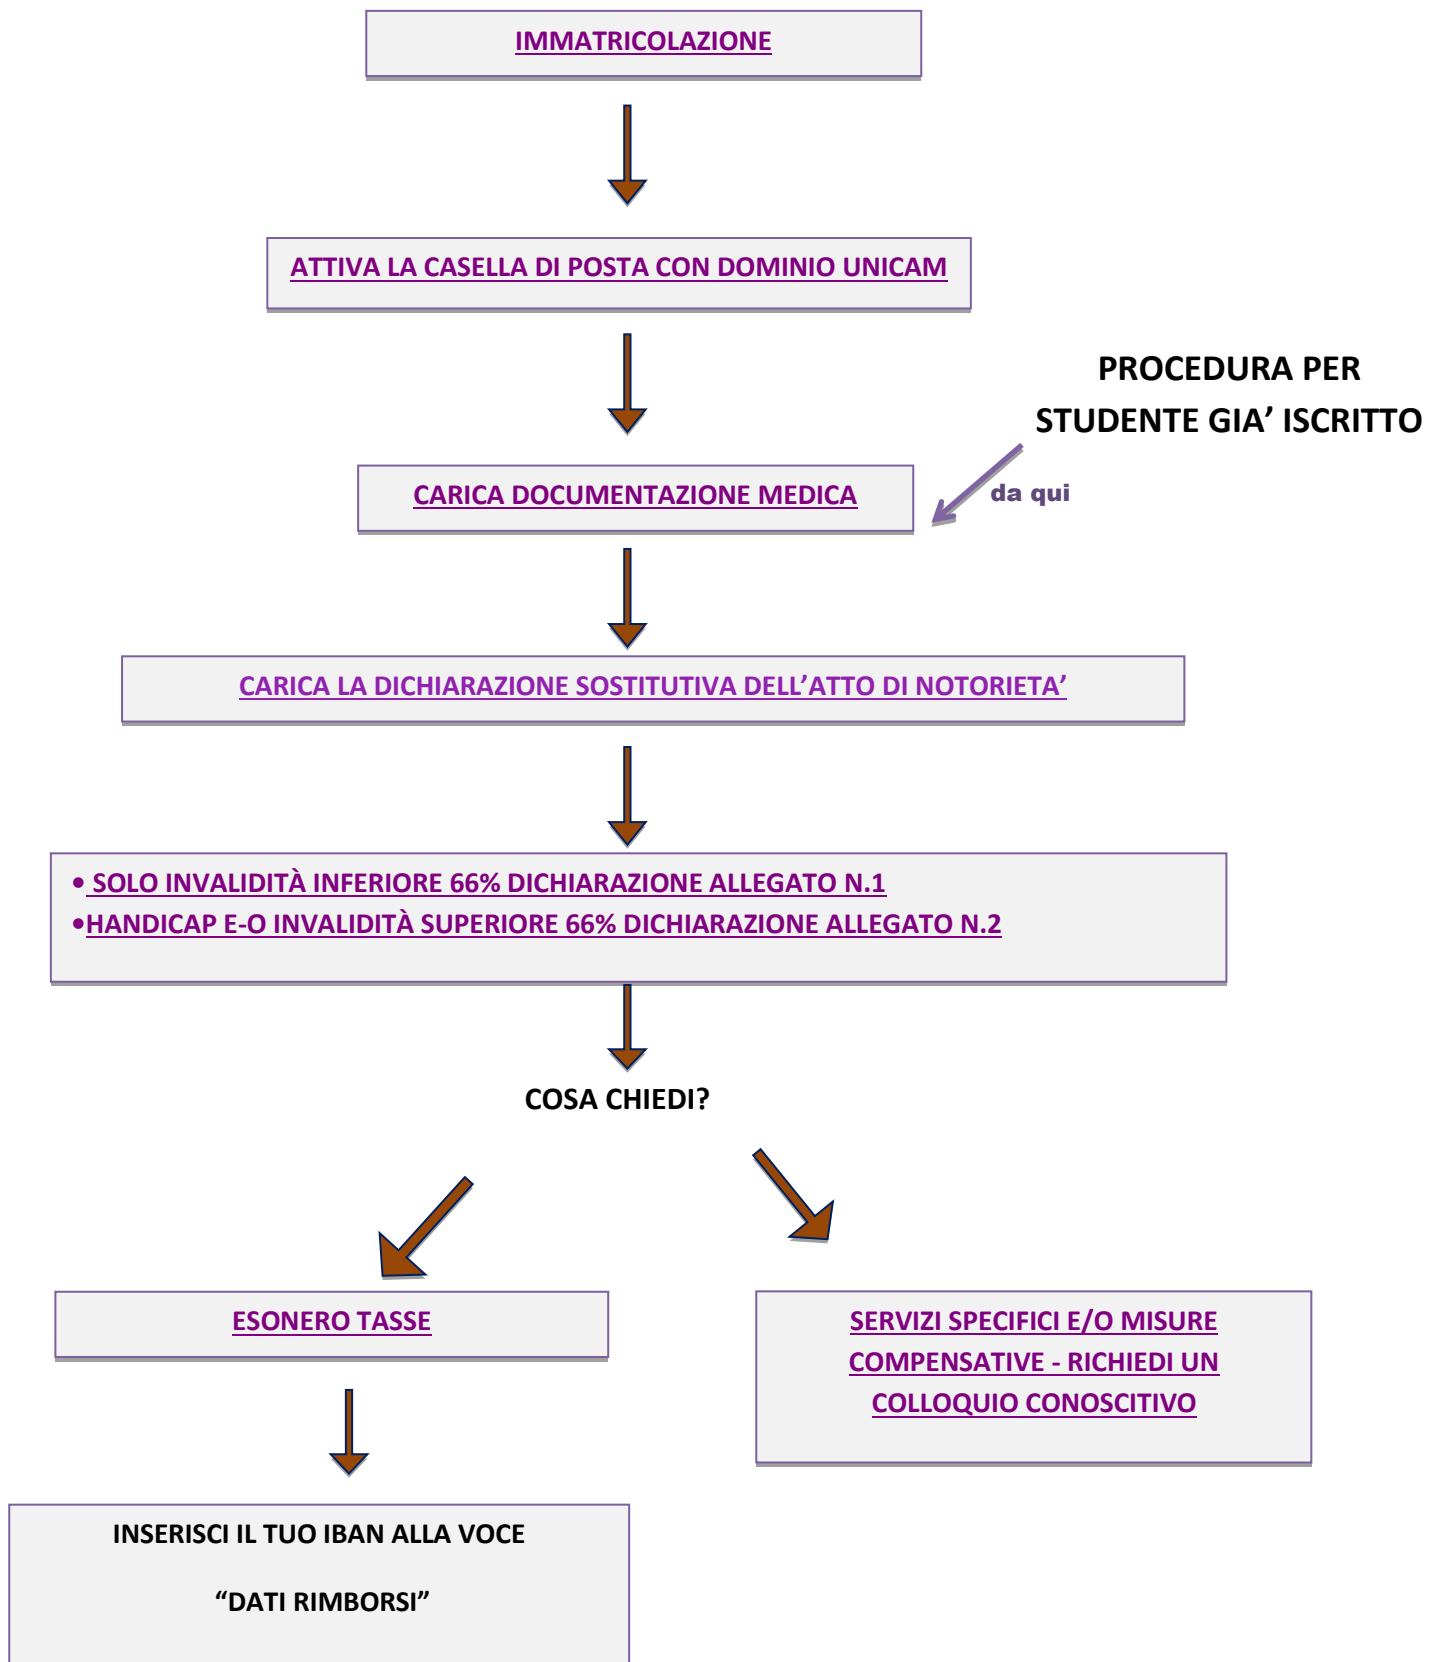 IMMATRICOLAZIONE
ATTIVA LA CASELLA DI POSTA CON DOMINIO UNICAM
PROCEDURA PER
STUDENTE GIA’ ISCRITTO
da qui
CARICA DOCUMENTAZIONE MEDICA
CARICA LA DICHIARAZIONE SOSTITUTIVA DELL’ATTO DI NOTORIETA’
• SOLO INVALIDITÀ INFERIORE 66% DICHIARAZIONE ALLEGATO N.1
•HANDICAP E-O INVALIDITÀ SUPERIORE 66% DICHIARAZIONE ALLEGATO N.2
COSA CHIEDI?
ESONERO TASSE
SERVIZI SPECIFICI E/O MISURE
COMPENSATIVE - RICHIEDI UN
COLLOQUIO CONOSCITIVO
INSERISCI IL TUO IBAN ALLA VOCE
“DATI RIMBORSI”